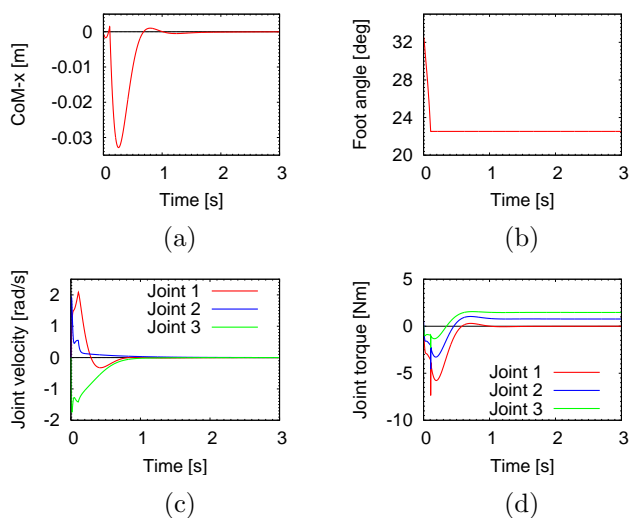 CoM-x [m]
0
-0.01
-0.02
-0.03
0 1 2 3
Time [s]
(a)
Foot angle [deg]
32
28
24
20
0 1 2 3
Time [s]
(b)
Joint velocity [rad/s]
2
1
0
-1
-2
0 1 2 3
Joint 1
Joint 2
Joint 3
Time [s]
(c)
Joint torque [Nm]
5
0
-5
-10
0 1 2 3
Joint 1
Joint 2
Joint 3
Time [s]
(d)